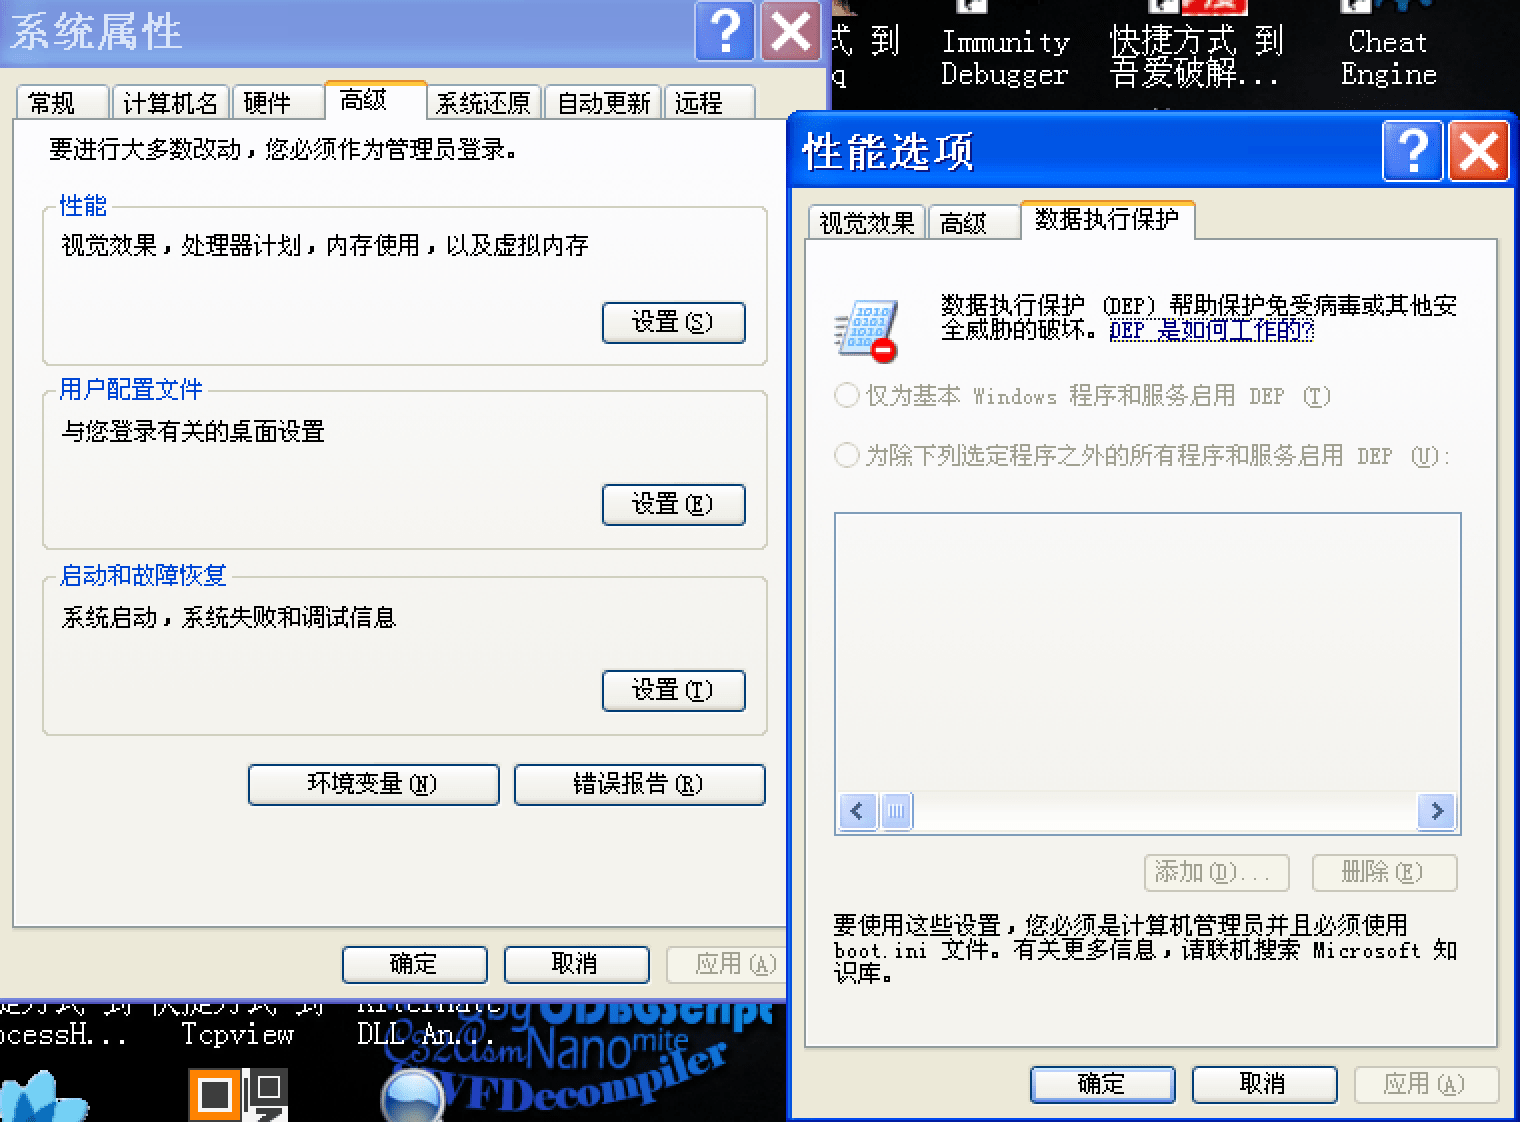 系统属性
常规 计算机名 硬件 高级 系统还原 自动更新 远程
要进行大多数改动，您必须作为管理员登录。
性能
视觉效果，处理器计划，内存使用，以及虚拟内存
设置(S)
用户配置文件
与您登录有关的桌面设置
设置(E)
启动和故障恢复
系统启动，系统失败和调试信息
设置(T)
环境变量(N) 错误报告(R)
确定 取消 应用(A)
式 到
q
Immunity
Debugger
快捷方式 到
吾爱破解...
Cheat
Engine
性能选项
视觉效果 高级 数据执行保护
数据执行保护 (DEP) 帮助保护免受病毒或其他安
全威胁的破坏。DEP 是如何工作的?
仅为基本 Windows 程序和服务启用 DEP (T)
为除下列选定程序之外的所有程序和服务启用 DEP (U):
添加(D)... 删除(E)
要使用这些设置，您必须是计算机管理员并且必须使用
boot.ini 文件。有关更多信息，请联机搜索 Microsoft 知
识库。
确定 取消 应用(A)
捷方式 到 快捷方式 到 Alternate
ocessH... Tcpview DLL An...
ODBGScript
Nanomite
VFDecompiler